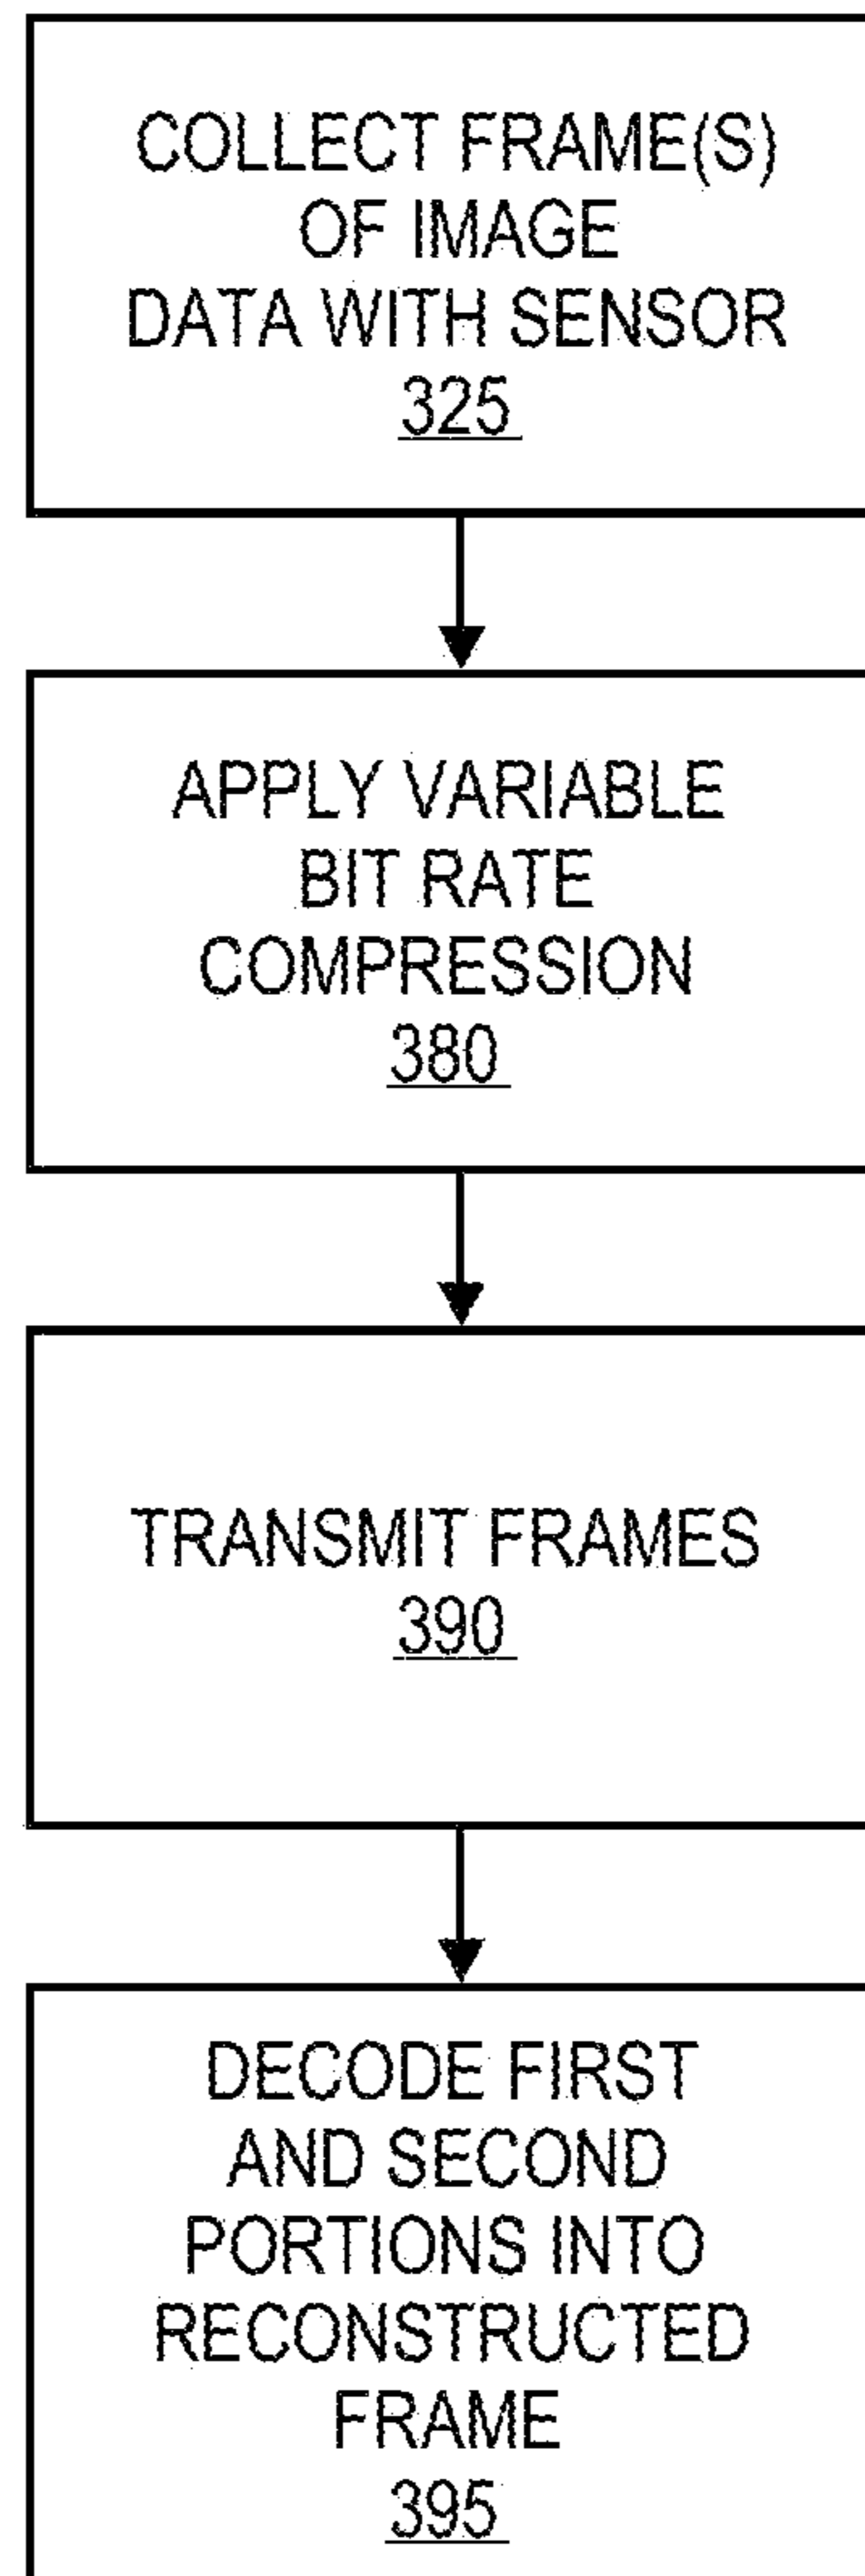 COLLECT FRAME(S)
OF IMAGE
DATA WITH SENSOR
325
APPLY VARIABLE
BIT RATE
COMPRESSION
380
TRANSMIT FRAMES
390
DECODE FIRST
AND SECOND
PORTIONS INTO
RECONSTRUCTED
FRAME
395